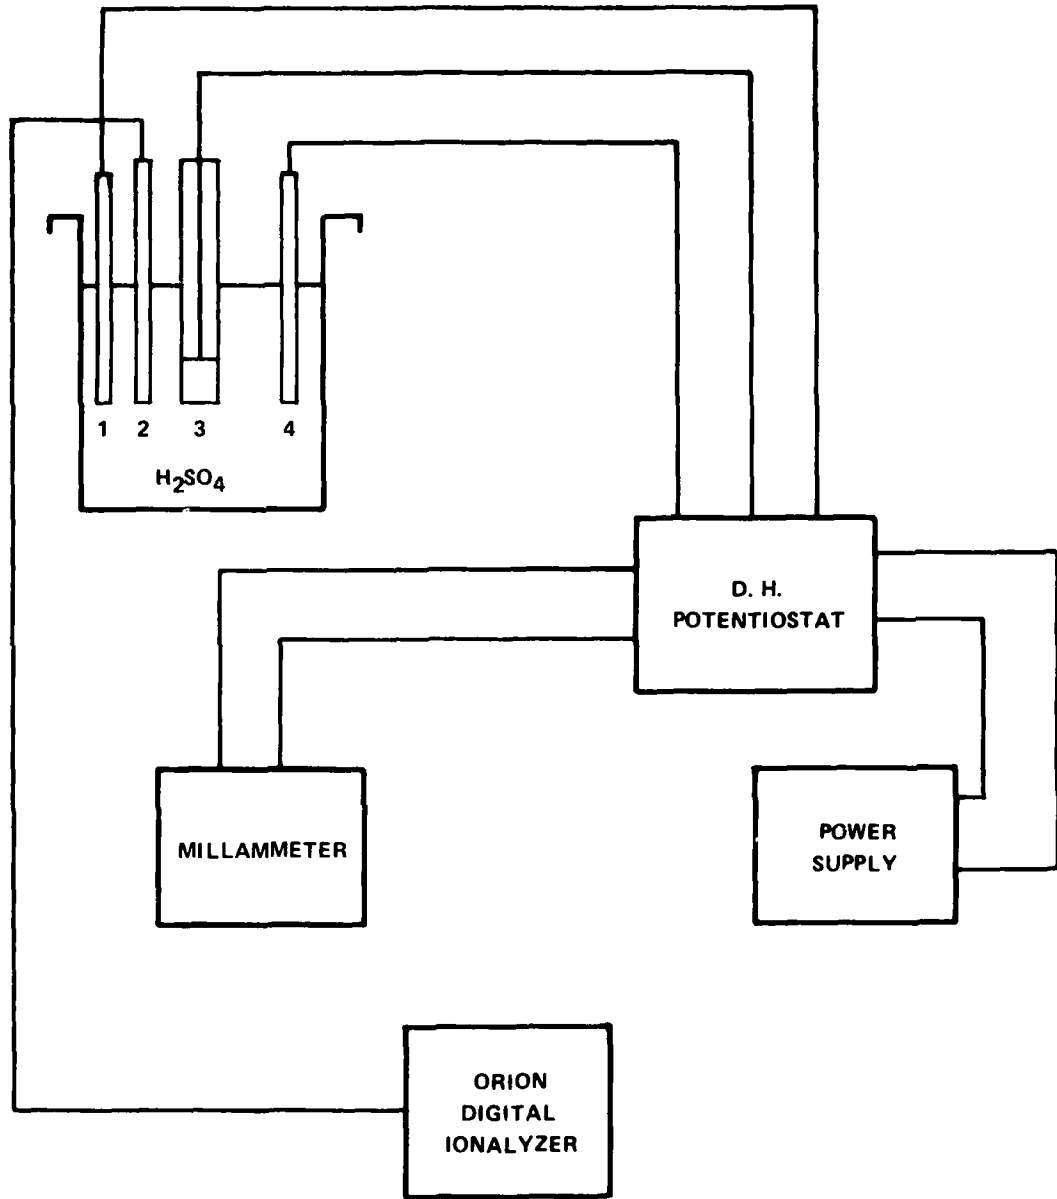 1 2 3 4
H₂SO₄
D. H.
POTENTIOSTAT
MILLAMMETER
POWER
SUPPLY
ORION
DIGITAL
IONALYZER